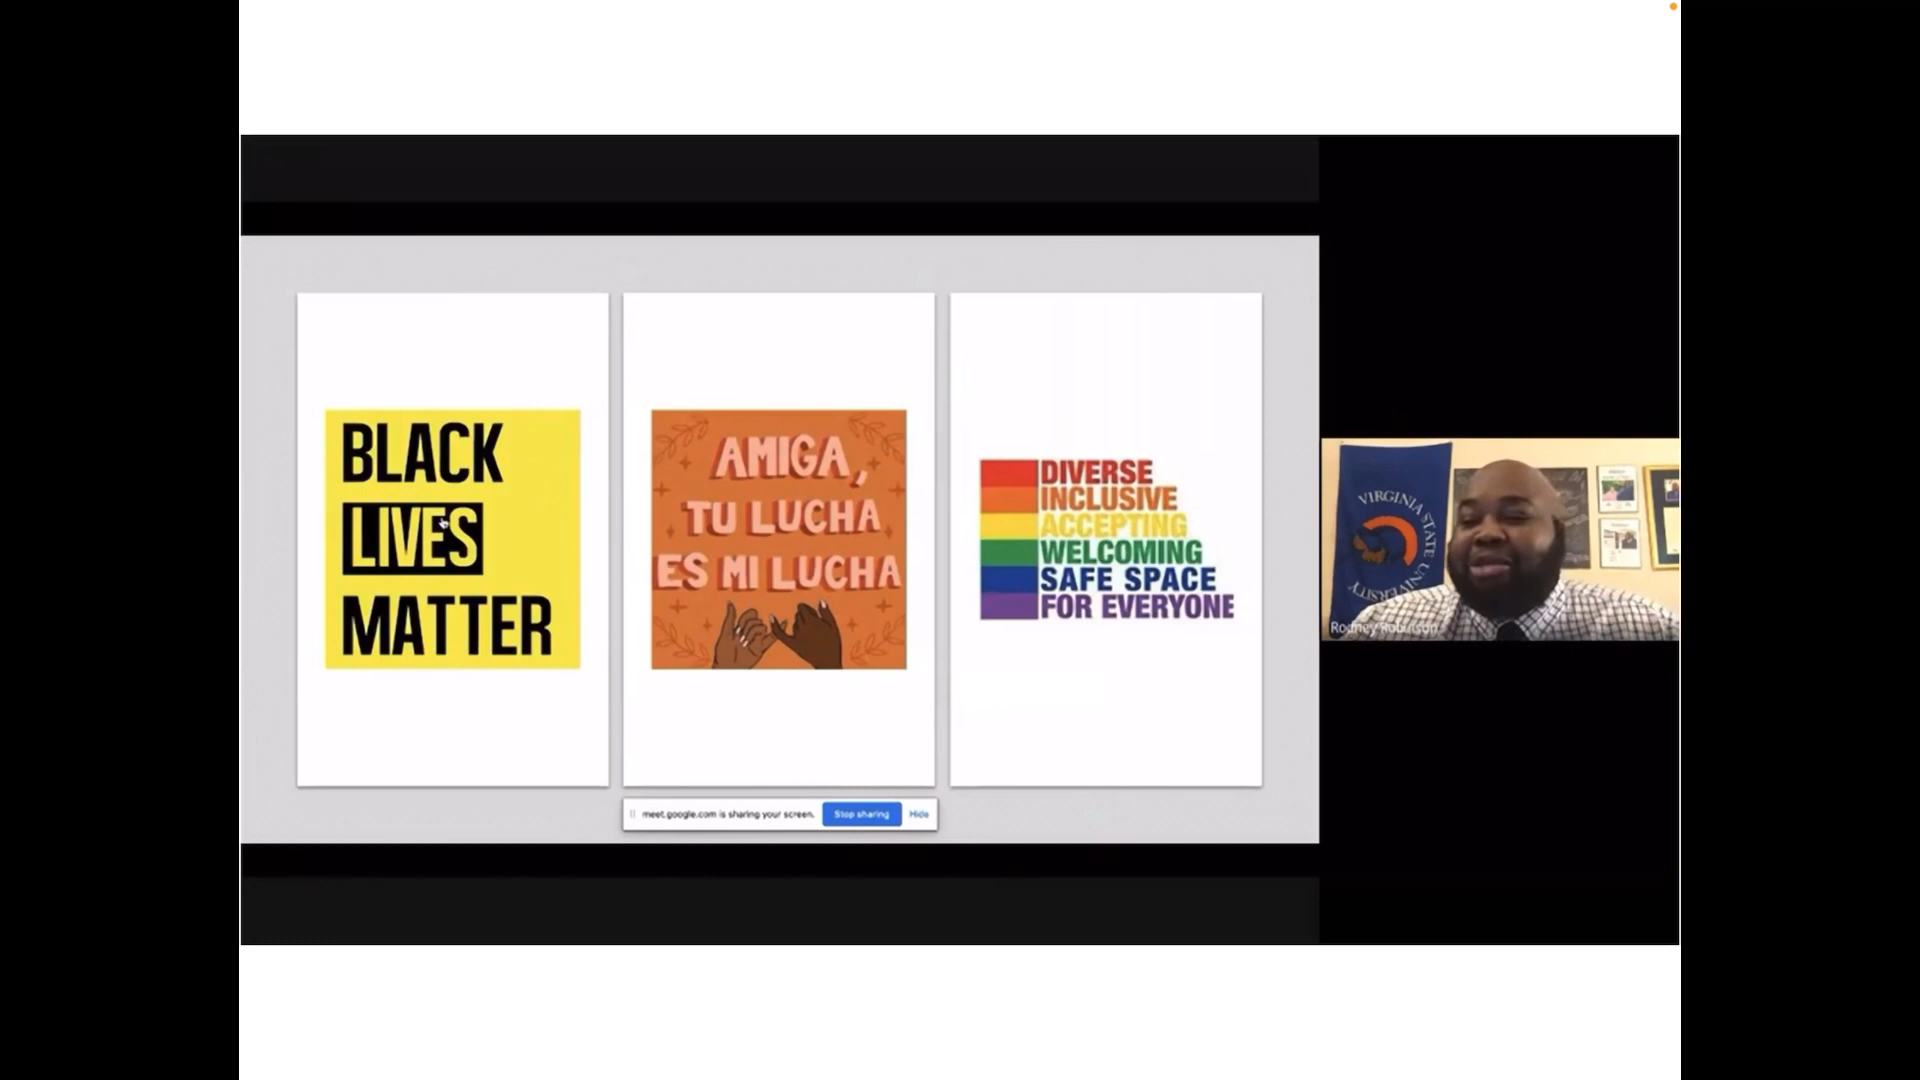 BLACK
LIVES
MATTER
AMIGA,
TU LUCHA
ES MI LUCHA
DIVERSE
INCLUSIVE
ACCEPTING
WELCOMING
SAFE SPACE
FOR EVERYONE
meet.google.com is sharing your screen. Stop sharing Hide
VIRGINIA STATE UNIVERSITY
Rodney Robinson